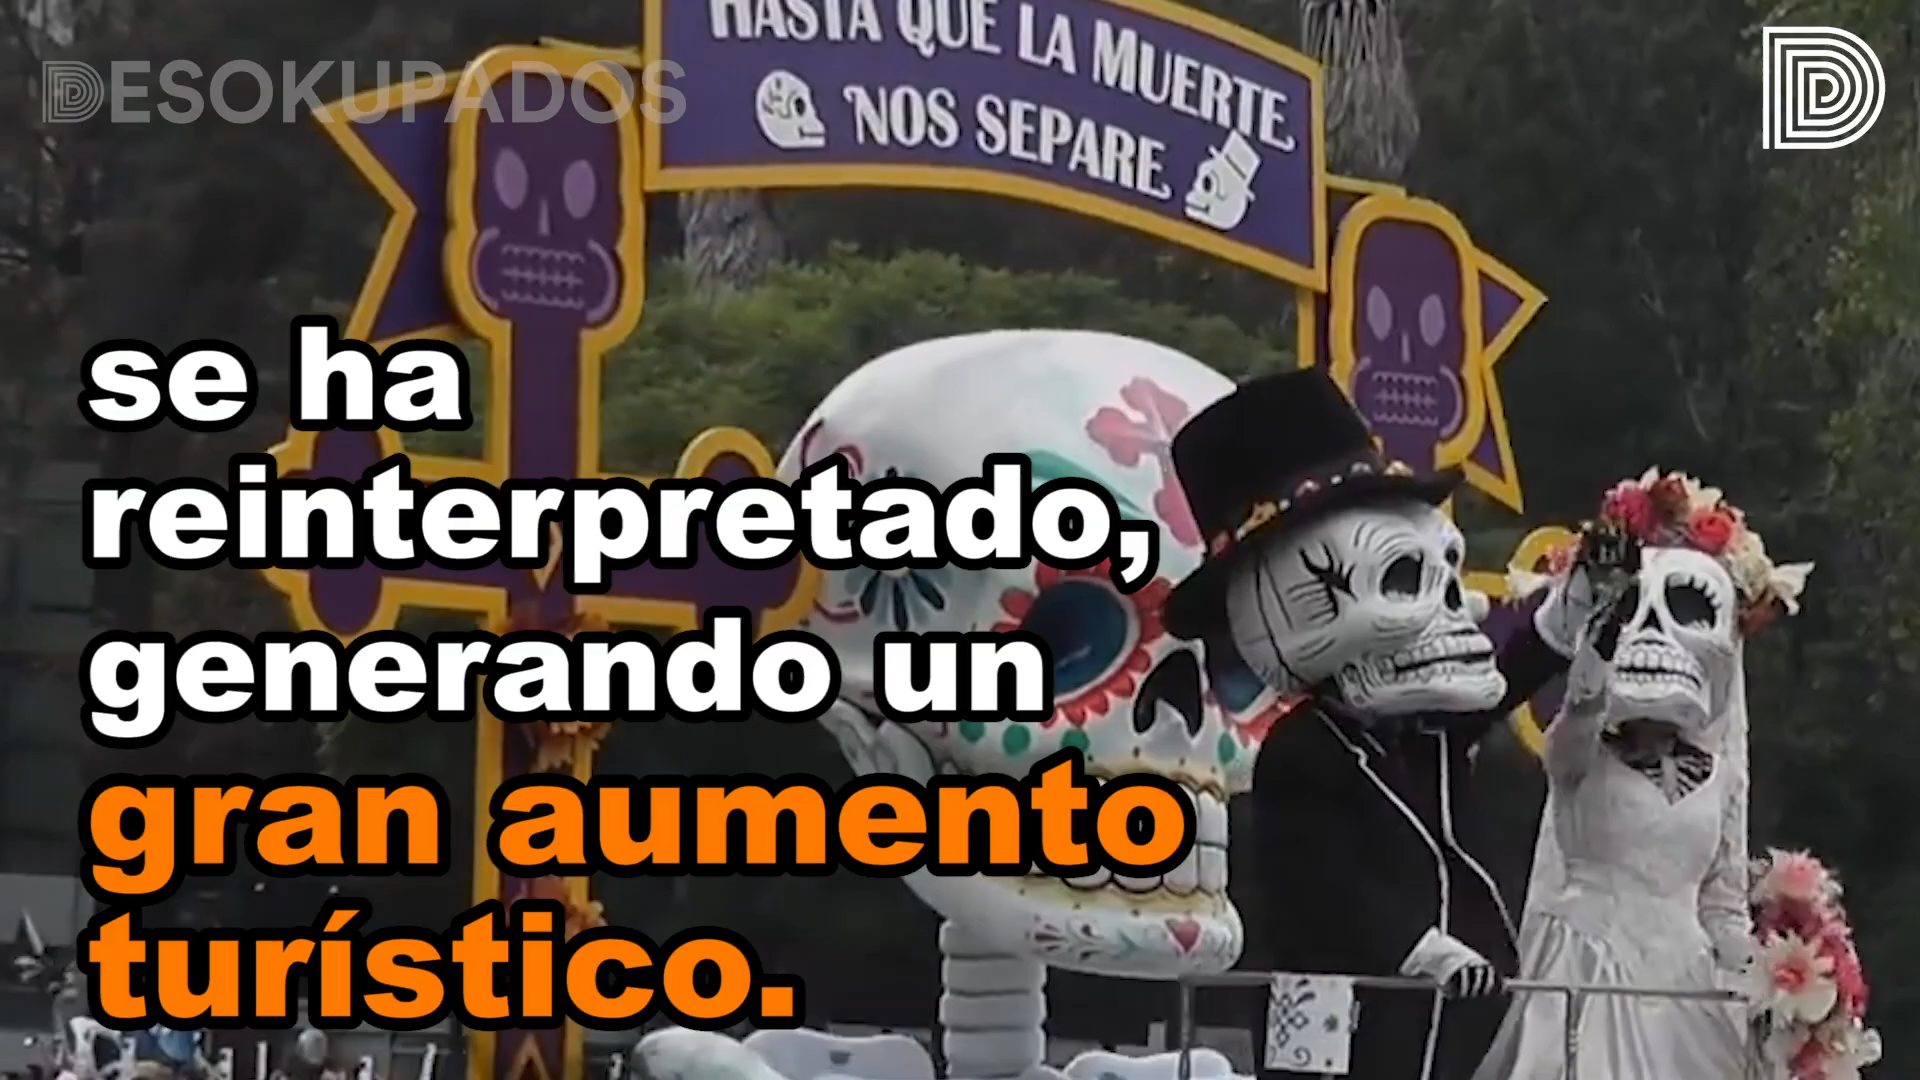 HASTA QUE LA MUERTE
NOS SEPARE
DESOKUPADOS
D
se ha
reinterpretado,
generando un
gran aumento
turístico.